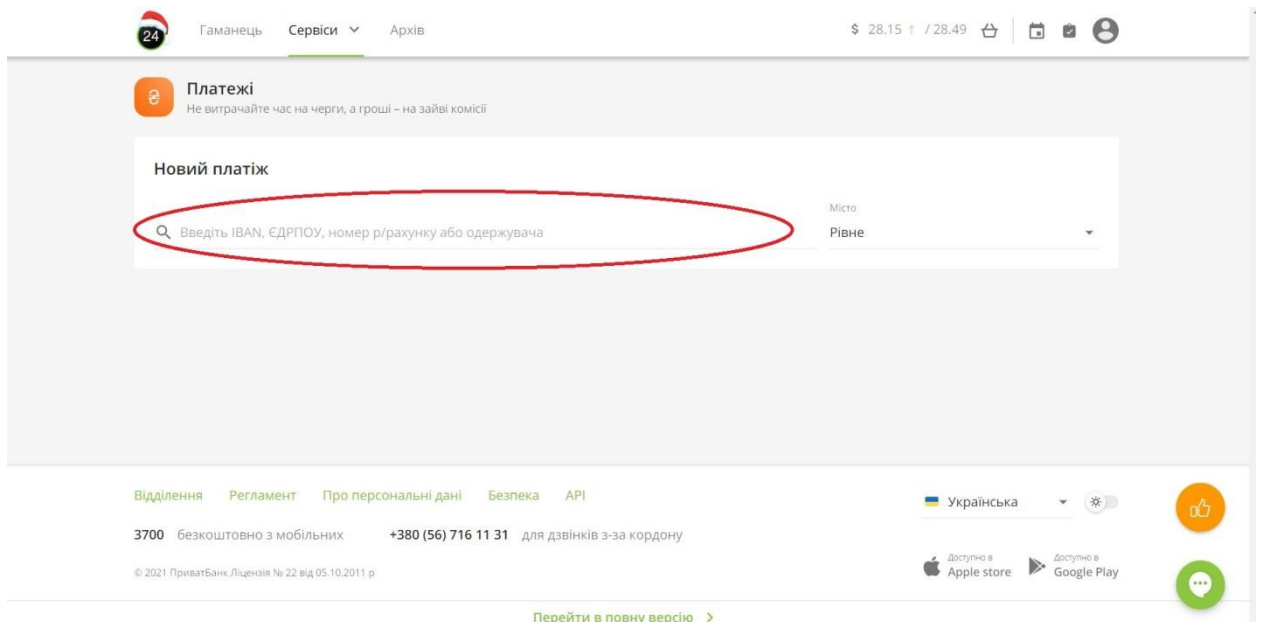 24 Гаманець Сервіси Архів $ 28.15 ↑ / 28.49
Платежі
Не витрачайте час на черги, а гроші – на зайві комісії
Новий платіж
Місто
Введіть IBAN, ЄДРПОУ, номер р/рахунку або одержувача Рівне
Відділення Регламент Про персональні дані Безпека API
Українська
3700 безкоштовно з мобільних +380 (56) 716 11 31 для дзвінків з-за кордону
Доступно в Apple store Доступно в Google Play
© 2021 ПриватБанк Ліцензія № 22 від 05.10.2011 р
Перейти в повну версію >